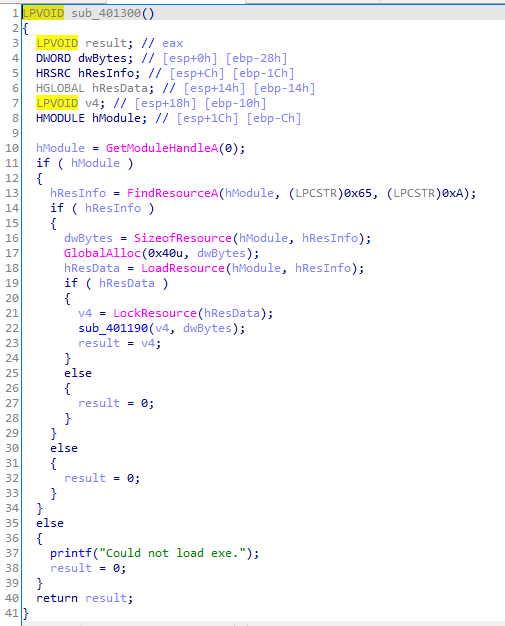 1 LPVOID sub_401300()
2 {
3   LPVOID result; // eax
4   DWORD dwBytes; // [esp+0h] [ebp-28h]
5   HRSRC hResInfo; // [esp+Ch] [ebp-1Ch]
6   HGLOBAL hResData; // [esp+14h] [ebp-14h]
7   LPVOID v4; // [esp+18h] [ebp-10h]
8   HMODULE hModule; // [esp+1Ch] [ebp-Ch]
9
10   hModule = GetModuleHandleA(0);
11   if ( hModule )
12   {
13     hResInfo = FindResourceA(hModule, (LPCSTR)0x65, (LPCSTR)0xA);
14     if ( hResInfo )
15     {
16       dwBytes = SizeofResource(hModule, hResInfo);
17       GlobalAlloc(0x40u, dwBytes);
18       hResData = LoadResource(hModule, hResInfo);
19       if ( hResData )
20       {
21         v4 = LockResource(hResData);
22         sub_401190(v4, dwBytes);
23         result = v4;
24       }
25       else
26       {
27         result = 0;
28       }
29     }
30     else
31     {
32       result = 0;
33     }
34   }
35   else
36   {
37     printf("Could not load exe.");
38     result = 0;
39   }
40   return result;
41 }